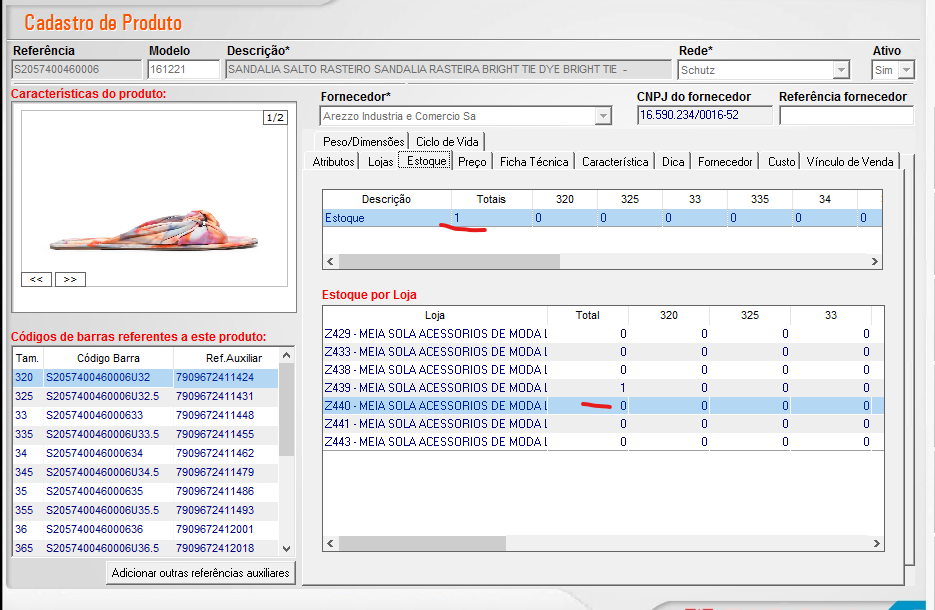 Cadastro de Produto
Referência Modelo Descrição* Rede* Ativo
S2057400460006 161221 SANDALIA SALTO RASTEIRO SANDALIA RASTEIRA BRIGHT TIE DYE BRIGHT TIE - Schutz Sim
Características do produto:
1/2
<< >>
Fornecedor* CNPJ do fornecedor Referência fornecedor
Arezzo Industria e Comercio Sa 16.590.234/0016-52
Peso/Dimensões Ciclo de Vida
Atributos Lojas Estoque Preço Ficha Técnica Característica Dica Fornecedor Custo Vínculo de Venda
Descrição Totais 320 325 33 335 34
Estoque 1 0 0 0 0 0 0
< >
Estoque por Loja
Loja Total 320 325 33
Z429 - MEIA SOLA ACESSORIOS DE MODA L 0 0 0 0
Z433 - MEIA SOLA ACESSORIOS DE MODA L 0 0 0 0
Z438 - MEIA SOLA ACESSORIOS DE MODA L 0 0 0 0
Z439 - MEIA SOLA ACESSORIOS DE MODA L 1 0 0 0
Z440 - MEIA SOLA ACESSORIOS DE MODA L 0 0 0 0
Z441 - MEIA SOLA ACESSORIOS DE MODA L 0 0 0 0
Z443 - MEIA SOLA ACESSORIOS DE MODA L 0 0 0 0
< >
Códigos de barras referentes a este produto:
Tam. Código Barra Ref.Auxiliar
320 S2057400460006U32 7909672411424
325 S2057400460006U32.5 7909672411431
33 S205740046000633 7909672411448
335 S2057400460006U33.5 7909672411455
34 S205740046000634 7909672411462
345 S2057400460006U34.5 7909672411479
35 S205740046000635 7909672411486
355 S2057400460006U35.5 7909672411493
36 S205740046000636 7909672412001
365 S2057400460006U36.5 7909672412018
Adicionar outras referências auxiliares